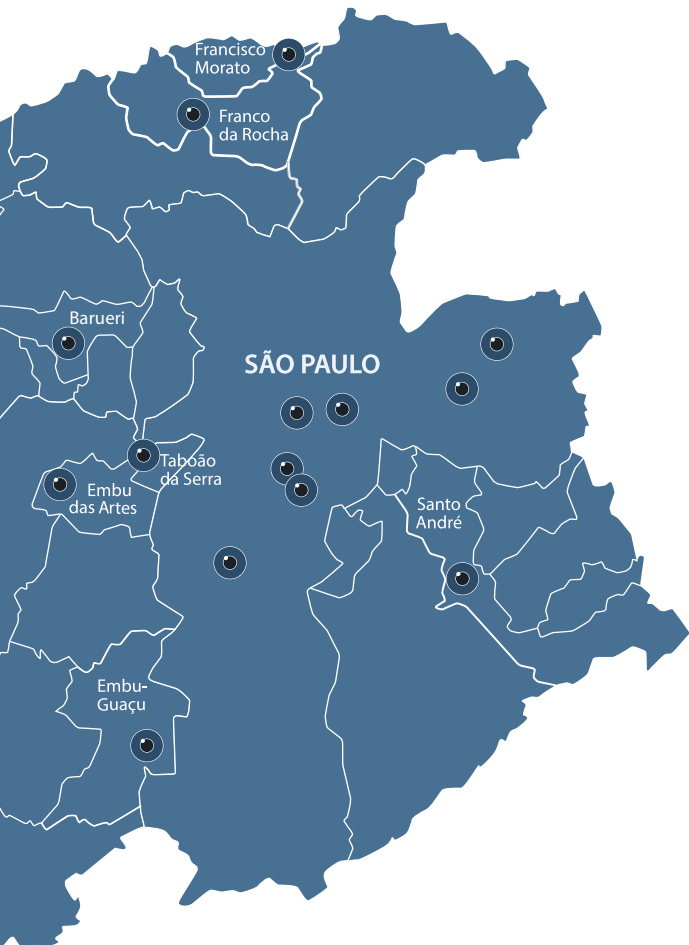 Francisco
Morato
Franco
da Rocha
Barueri
SÃO PAULO
Taboão
da Serra
Embu
das Artes
Santo
André
Embu-
Guaçu